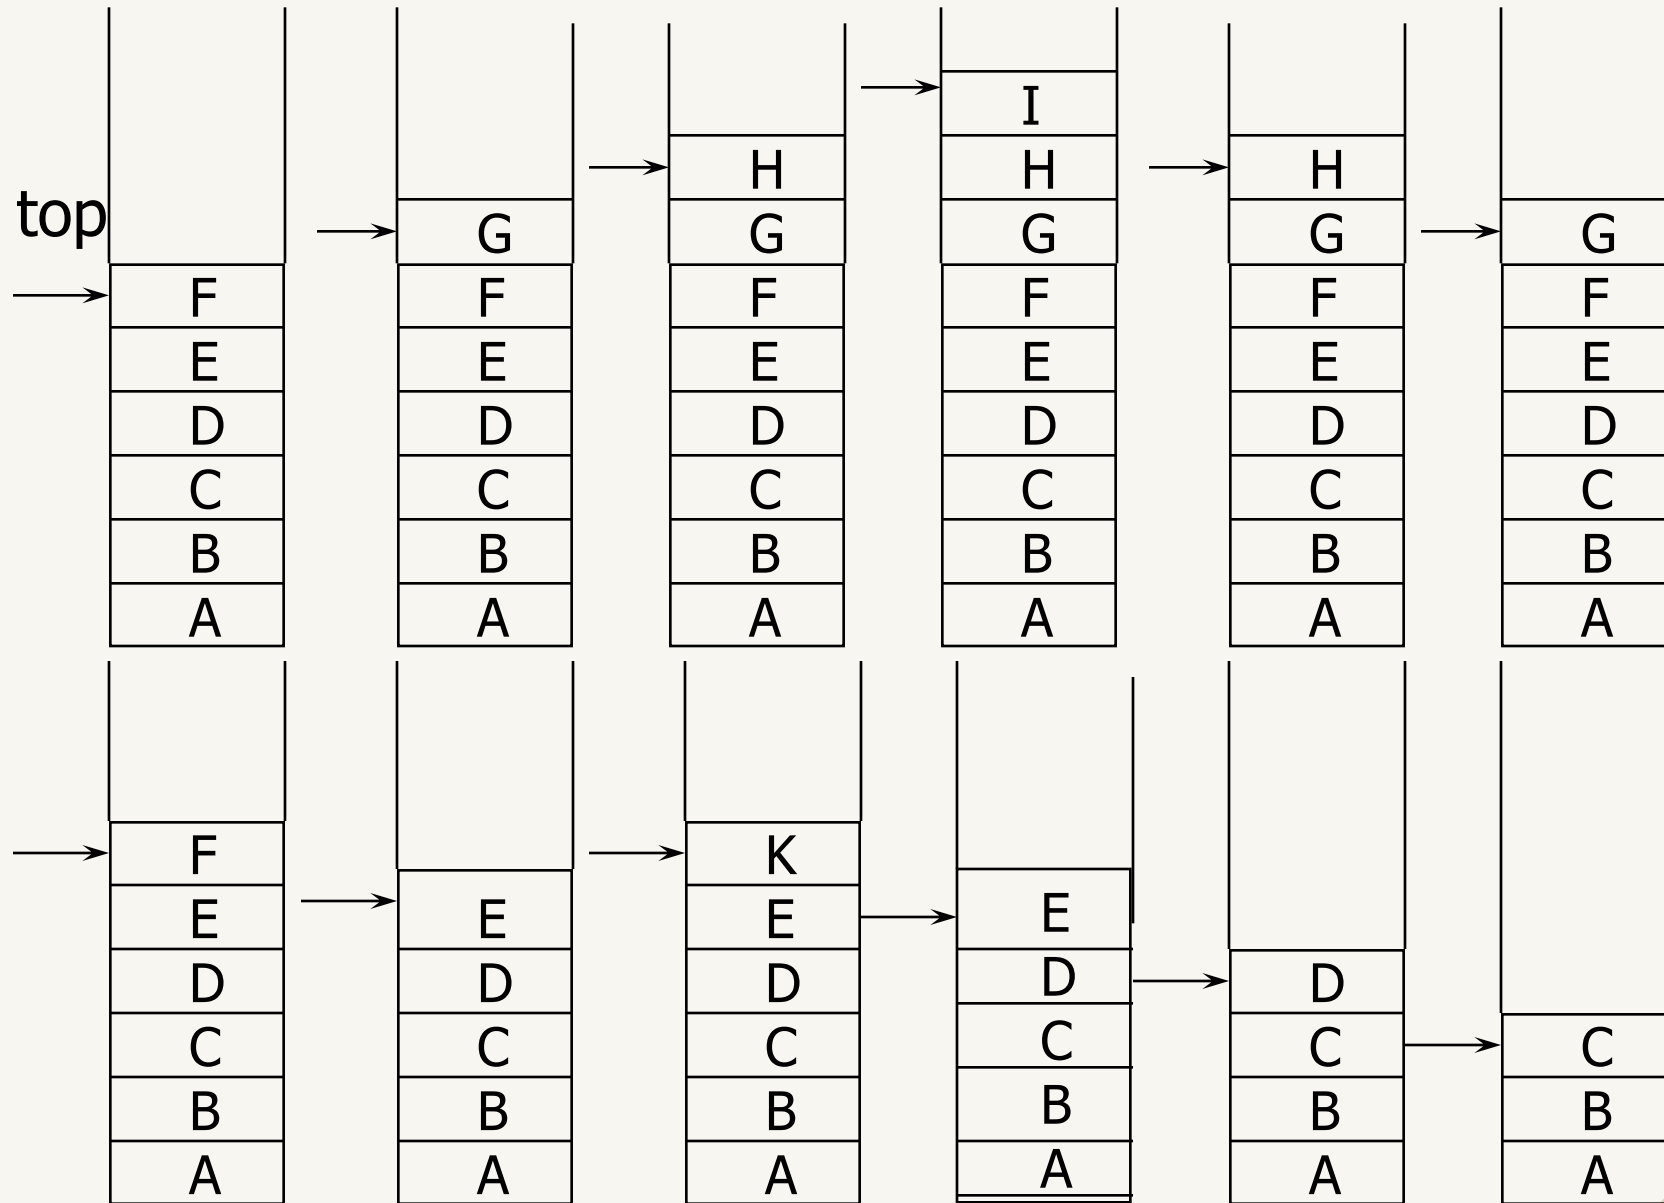 I
H H H
top G G G G G
F F F F F F
E E E E E E
D D D D D D
C C C C C C
B B B B B B
A A A A A A
F K
E E E E
D D D D D
C C C C C C
B B B B B B
A A A A A A